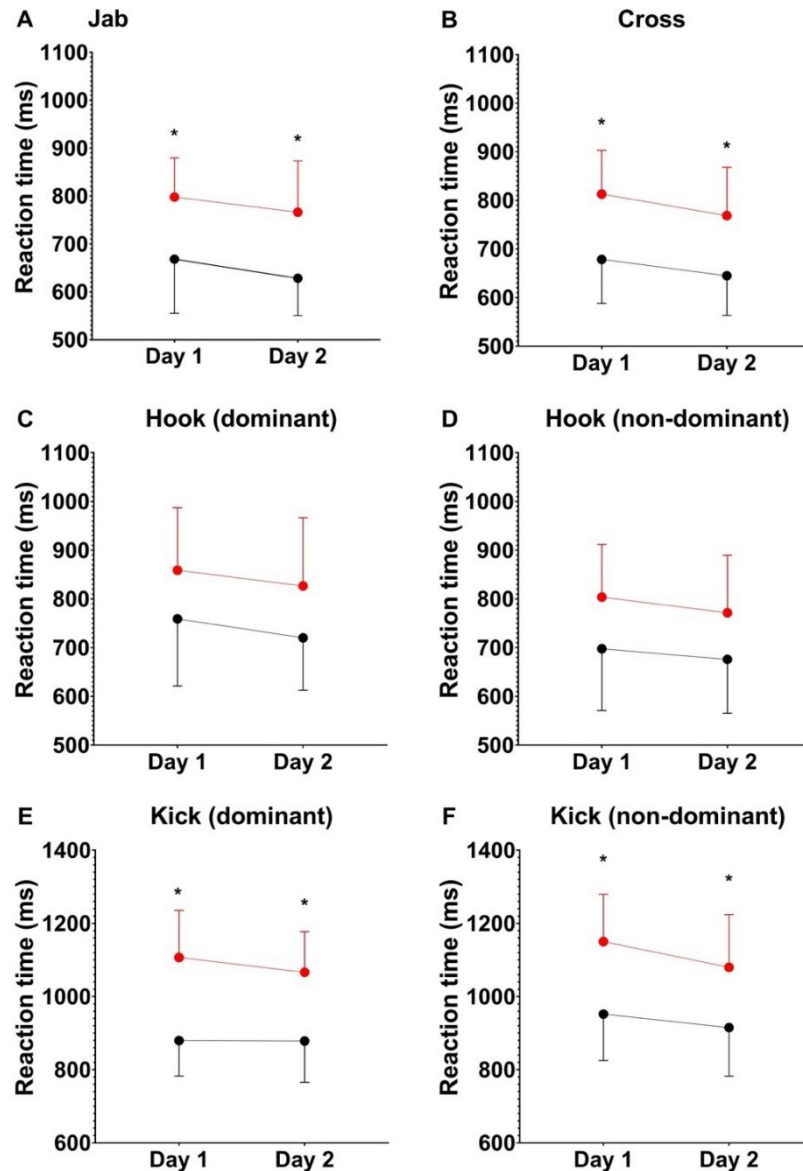 A Jab
Reaction time (ms)
1100
1000
900
800
700
600
500
* *
Day 1 Day 2
B Cross
Reaction time (ms)
1100
1000
900
800
700
600
500
* *
Day 1 Day 2
C Hook (dominant)
Reaction time (ms)
1100
1000
900
800
700
600
500
Day 1 Day 2
D Hook (non-dominant)
Reaction time (ms)
1100
1000
900
800
700
600
500
Day 1 Day 2
E Kick (dominant)
Reaction time (ms)
1400
1200
1000
800
600
* *
Day 1 Day 2
F Kick (non-dominant)
Reaction time (ms)
1400
1200
1000
800
600
* *
Day 1 Day 2